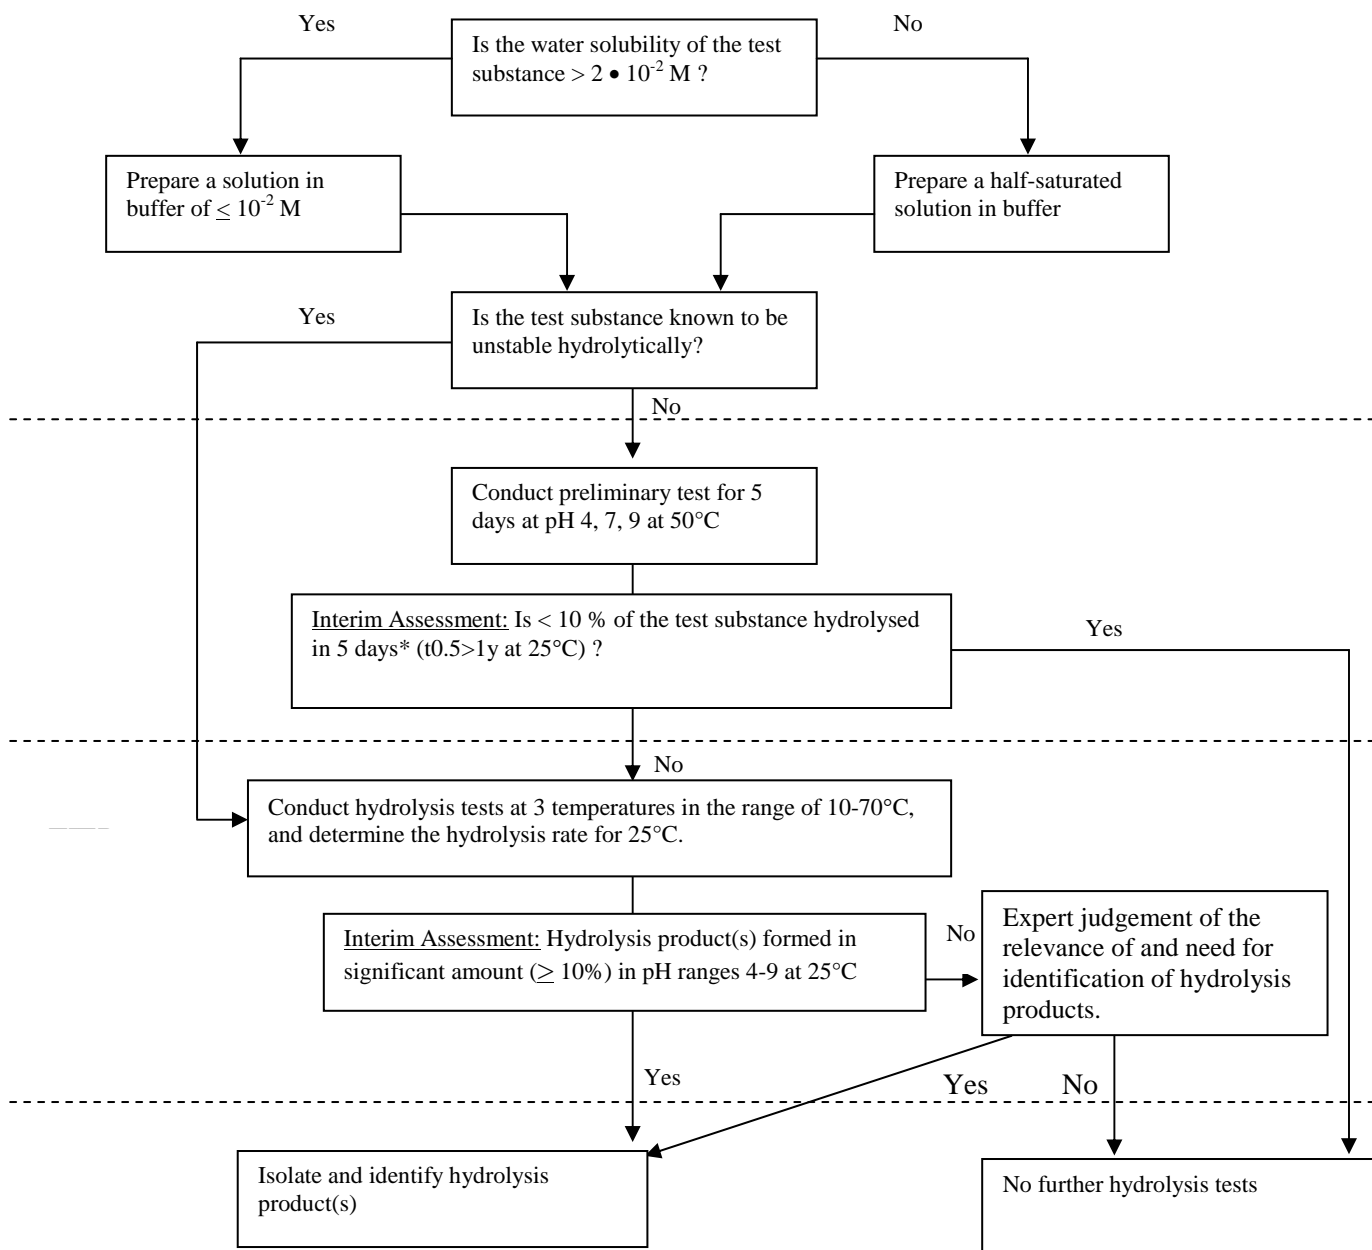 Yes
Is the water solubility of the test
substance > 2 • 10⁻² M ?
No
Prepare a solution in
buffer of ≤ 10⁻² M
Prepare a half-saturated
solution in buffer
Yes
Is the test substance known to be
unstable hydrolytically?
No
Conduct preliminary test for 5
days at pH 4, 7, 9 at 50°C
Interim Assessment: Is < 10 % of the test substance hydrolysed
in 5 days* (t0.5>1y at 25°C) ?
Yes
No
Conduct hydrolysis tests at 3 temperatures in the range of 10-70°C,
and determine the hydrolysis rate for 25°C.
Interim Assessment: Hydrolysis product(s) formed in
significant amount (≥ 10%) in pH ranges 4-9 at 25°C
No
Expert judgement of the
relevance of and need for
identification of hydrolysis
products.
Yes
Yes
No
Isolate and identify hydrolysis
product(s)
No further hydrolysis tests